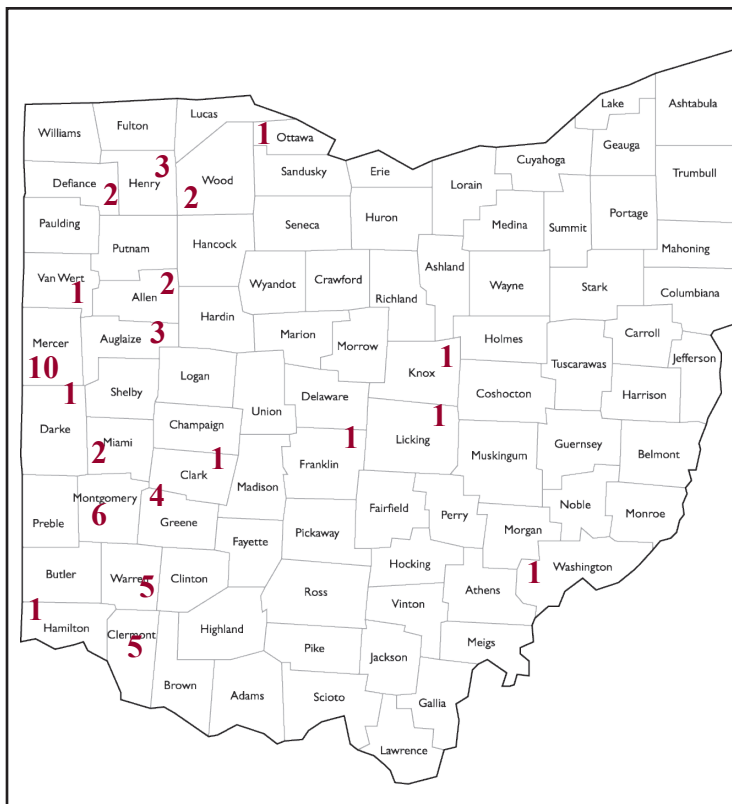 Lake
Ashtabula
Lucas
Fulton
Williams
Ottawa
1
Geauga
Cuyahoga
3
Sandusky
Erie
Trumbull
Defiance
Henry
Wood
Lorain
2
2
Portage
Paulding
Seneca
Huron
Medina
Summit
Putnam
Hancock
Mahoning
Van Wert
2
Wyandot
Crawford
Ashland
Wayne
Stark
Columbiana
1
Allen
Richland
Hardin
Mercer
Auglaize
3
Marion
Morrow
Holmes
Carroll
Jefferson
10
1
Knox
Tuscarawas
Logan
1
Shelby
Union
Delaware
Coshocton
Harrison
Darke
Champaign
1
Miami
1
Licking
Guernsey
Belmont
2
Clark
1
Franklin
Muskingum
Madison
Montgomery
4
6
Greene
Fairfield
Perry
Noble
Monroe
Preble
Pickaway
Morgan
Fayette
Hocking
Washington
Butler
Warren
5
Clinton
Ross
Athens
1
Vinton
1
Hamilton
Clermont
5
Highland
Pike
Jackson
Meigs
Brown
Adams
Scioto
Gallia
Lawrence